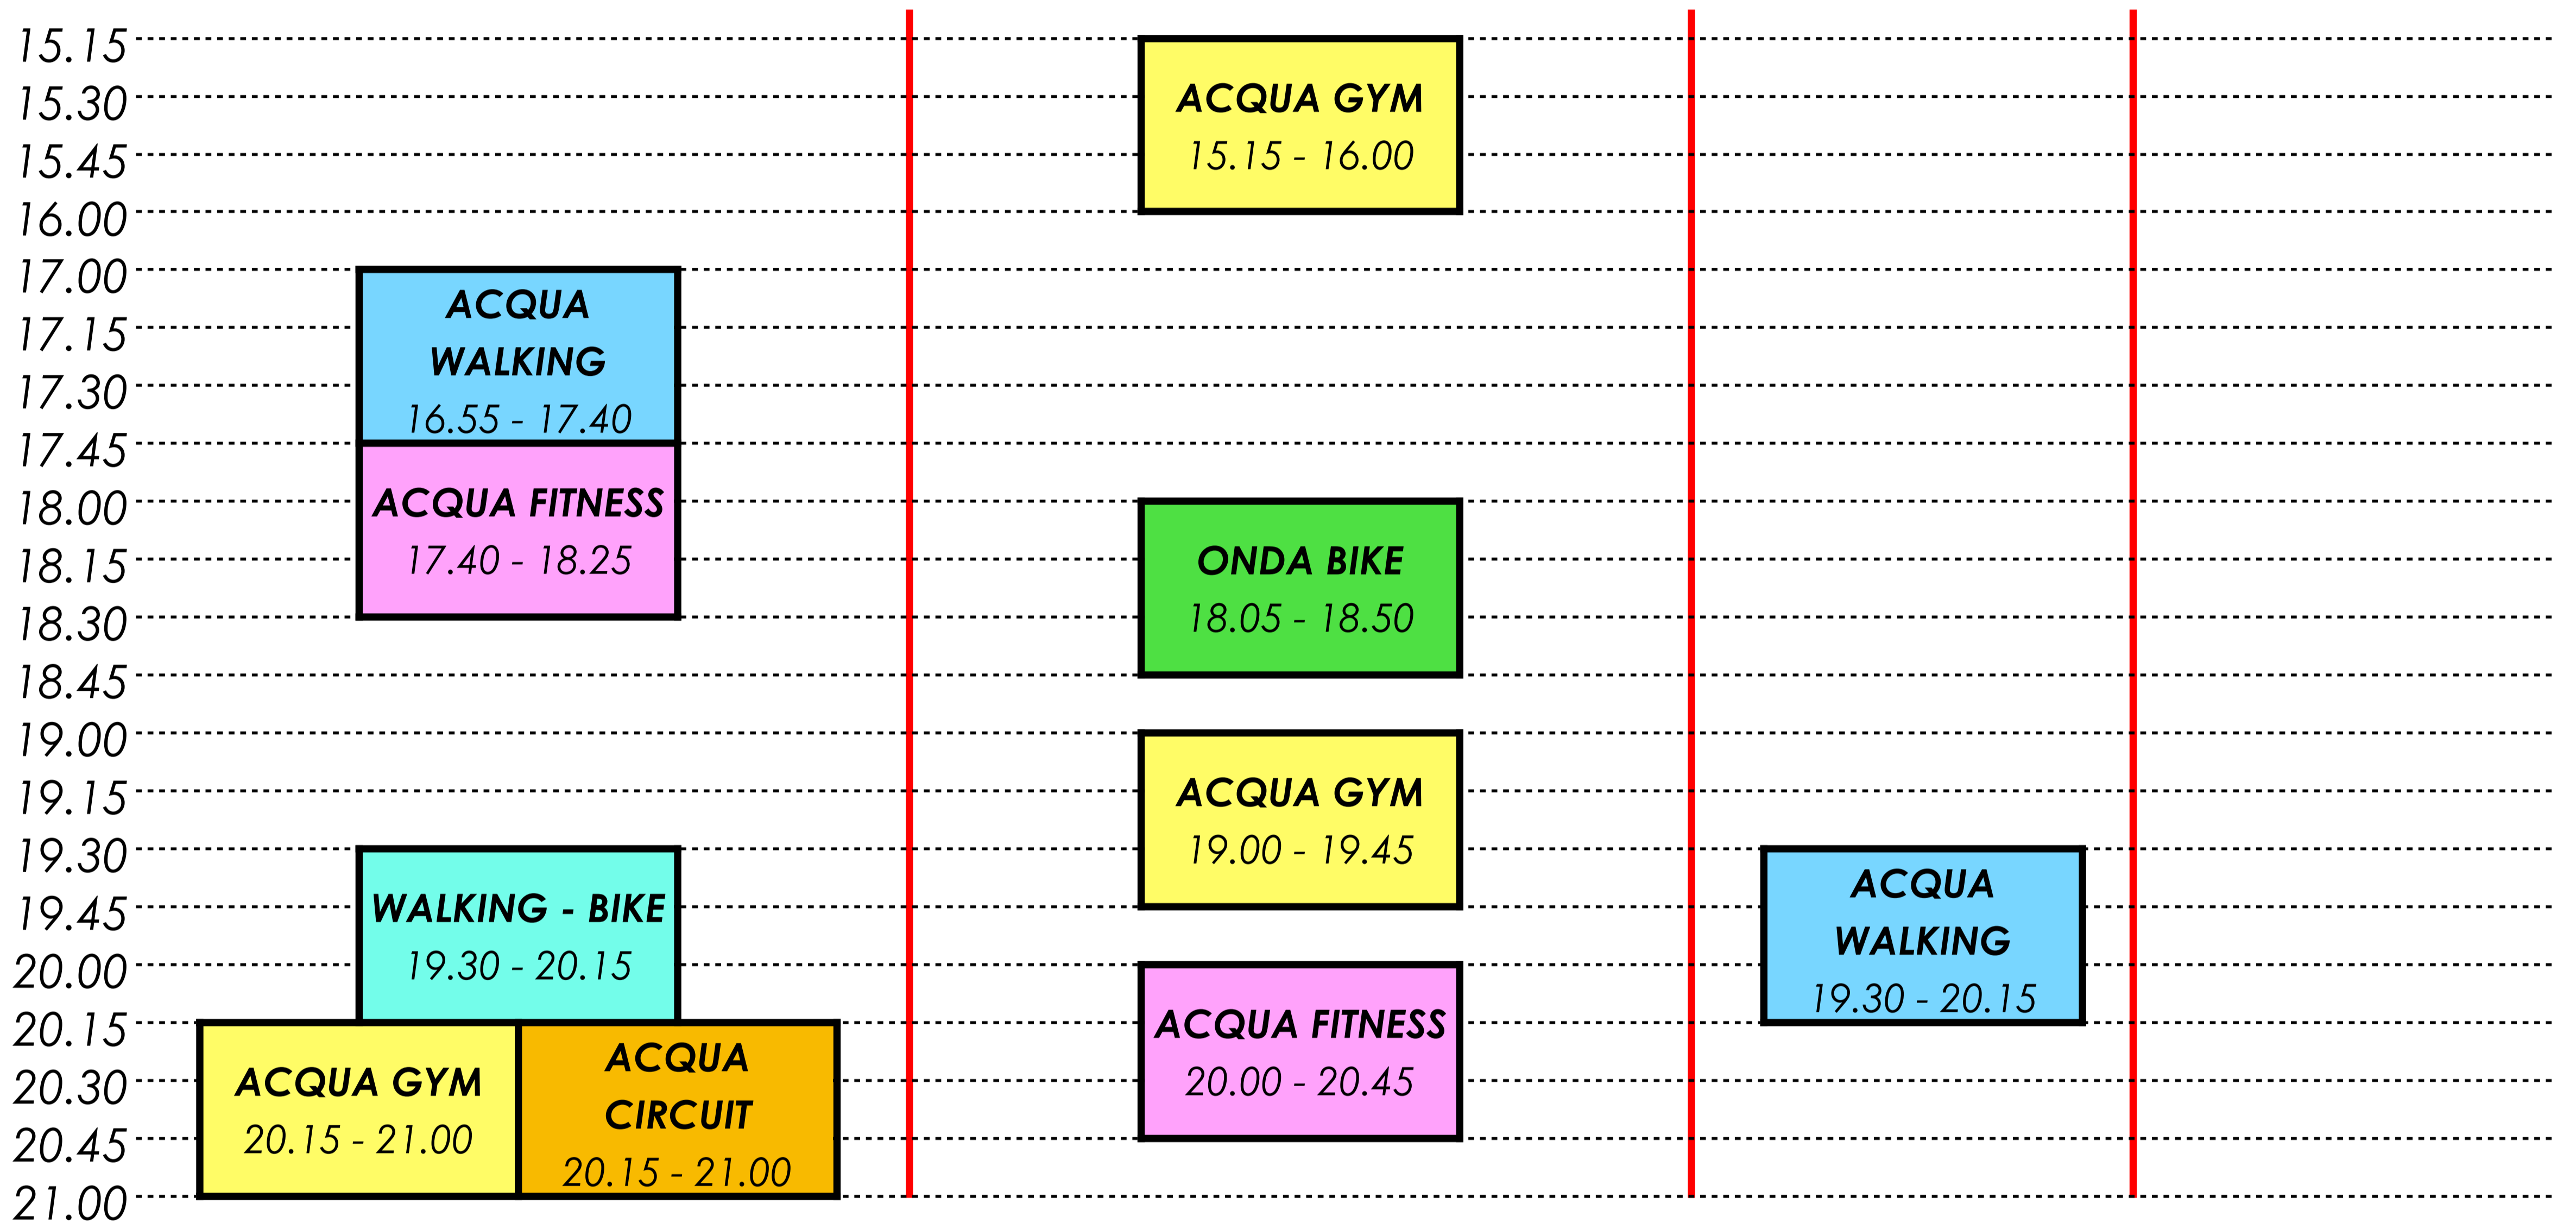 15.15
15.30
15.45
16.00
17.00
17.15
17.30
17.45
18.00
18.15
18.30
18.45
19.00
19.15
19.30
19.45
20.00
20.15
20.30
20.45
21.00
ACQUA
WALKING
16.55 - 17.40
ACQUA FITNESS
17.40 - 18.25
WALKING - BIKE
19.30 - 20.15
ACQUA GYM
20.15 - 21.00
ACQUA
CIRCUIT
20.15 - 21.00
ACQUA GYM
15.15 - 16.00
ONDA BIKE
18.05 - 18.50
ACQUA GYM
19.00 - 19.45
ACQUA FITNESS
20.00 - 20.45
ACQUA
WALKING
19.30 - 20.15